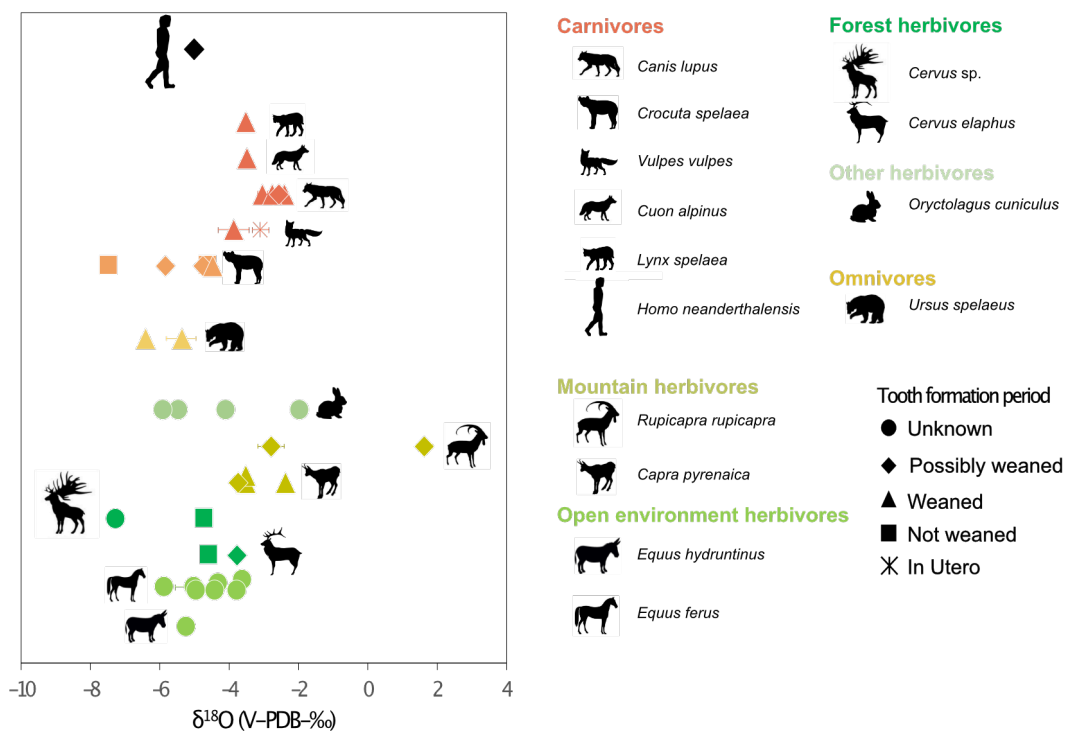 Carnivores
Canis lupus
Crocuta spelaea
Vulpes vulpes
Cuon alpinus
Lynx spelaea
Homo neanderthalensis
Mountain herbivores
Rupicapra rupicapra
Capra pyrenaica
Open environment herbivores
Equus hydruntinus
Equus ferus
Forest herbivores
Cervus sp.
Cervus elaphus
Other herbivores
Oryctolagus cuniculus
Omnivores
Ursus spelaeus
Tooth formation period
Unknown
Possibly weaned
Weaned
Not weaned
In Utero
−10 −8 −6 −4 −2 0 2 4
δ¹⁸O (V–PDB–‰)